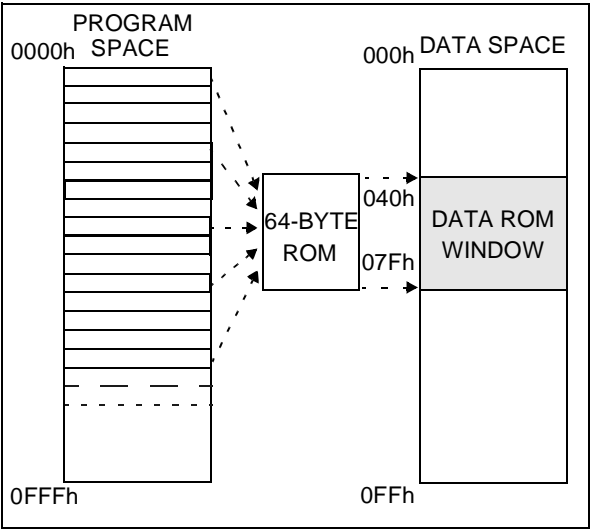 PROGRAM
SPACE
0000h
0FFFh
64-BYTE
ROM
DATA SPACE
000h
040h
07Fh
DATA ROM
WINDOW
0FFh